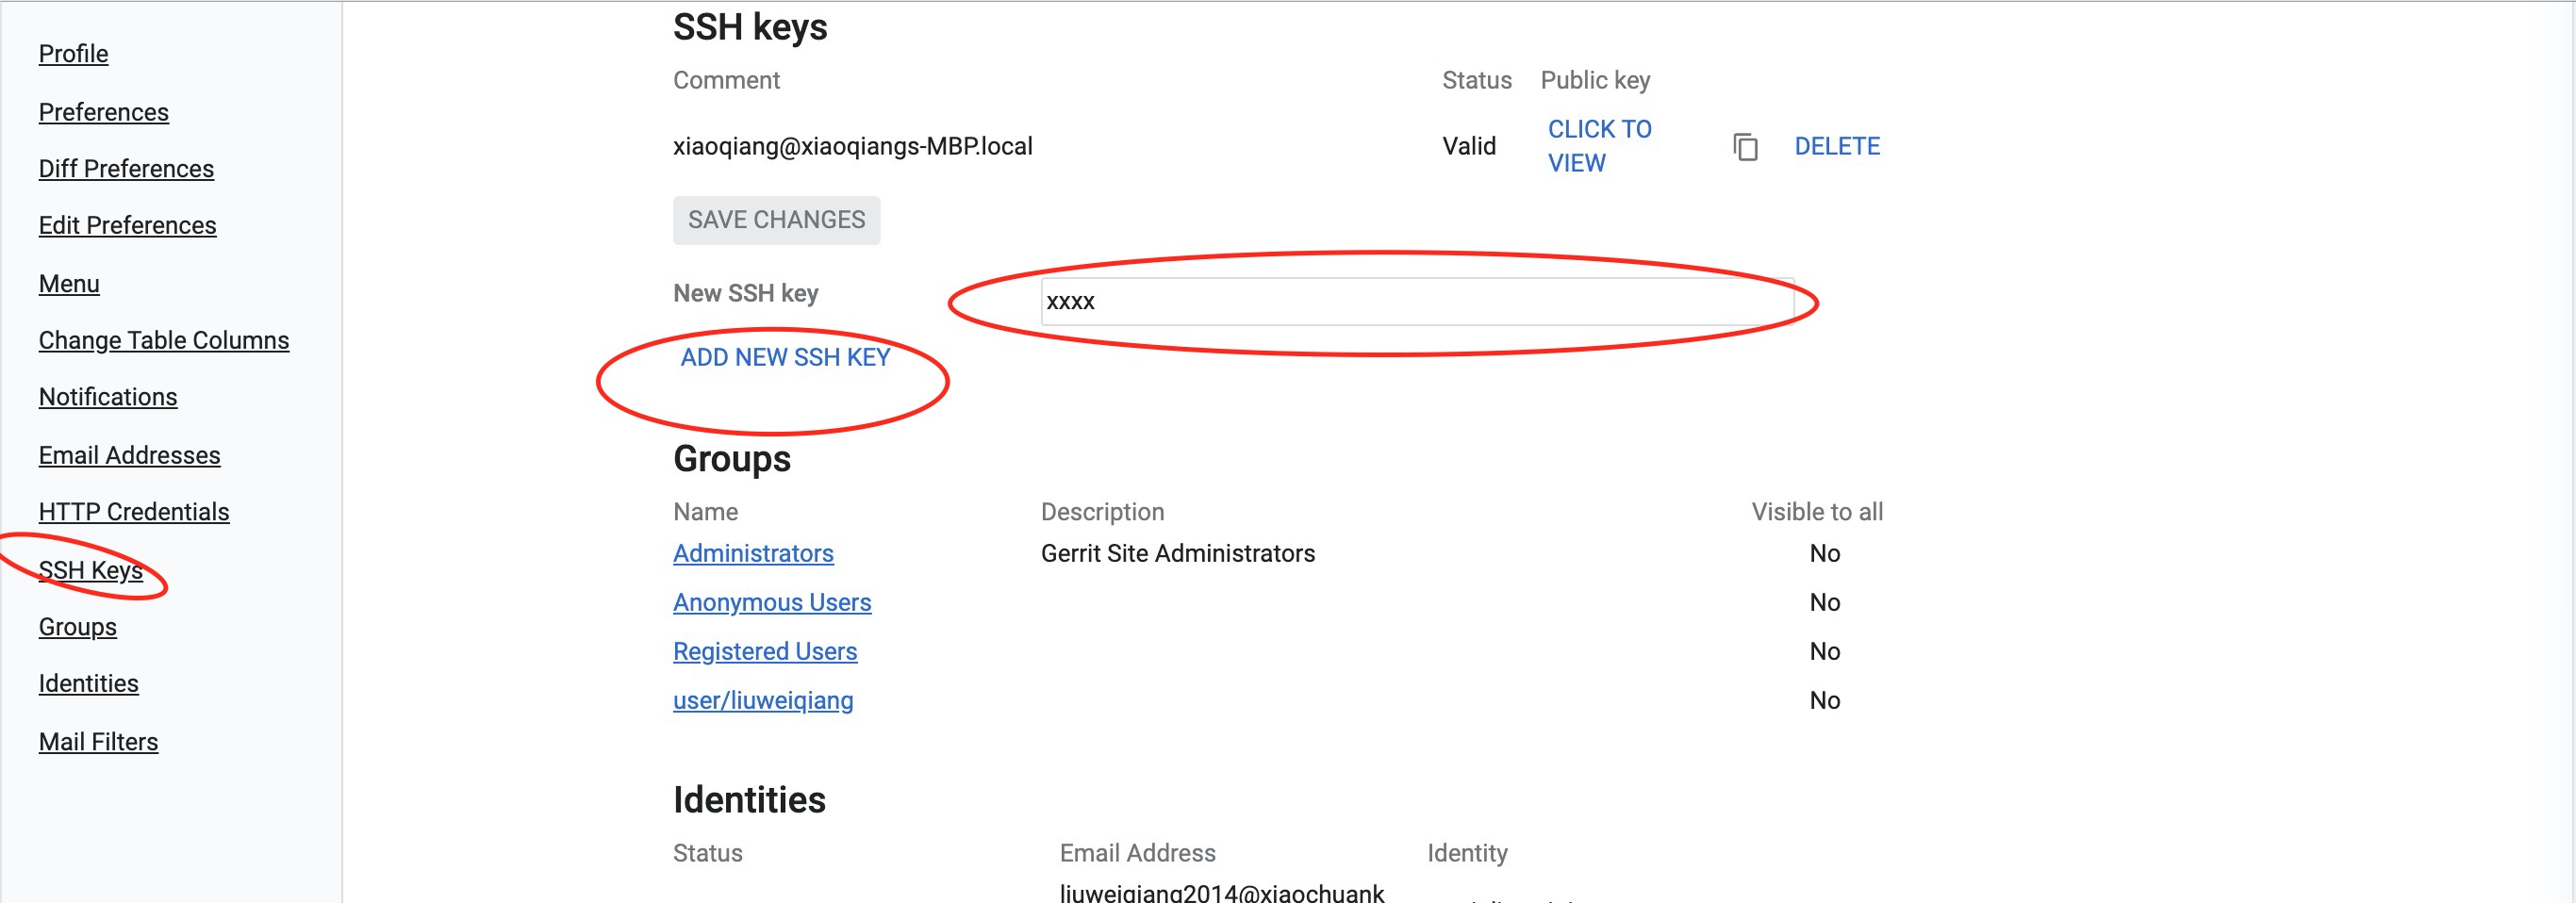 Profile
Preferences
Diff Preferences
Edit Preferences
Menu
Change Table Columns
Notifications
Email Addresses
HTTP Credentials
SSH Keys
Groups
Identities
Mail Filters
SSH keys
Comment Status Public key
xiaoqiang@xiaoqiangs-MBP.local Valid CLICK TO VIEW DELETE
SAVE CHANGES
New SSH key xxxx
ADD NEW SSH KEY
Groups
Name Description Visible to all
Administrators Gerrit Site Administrators No
Anonymous Users No
Registered Users No
user/liuweiqiang No
Identities
Status Email Address Identity
liuweiqiang2014@xiaochuank